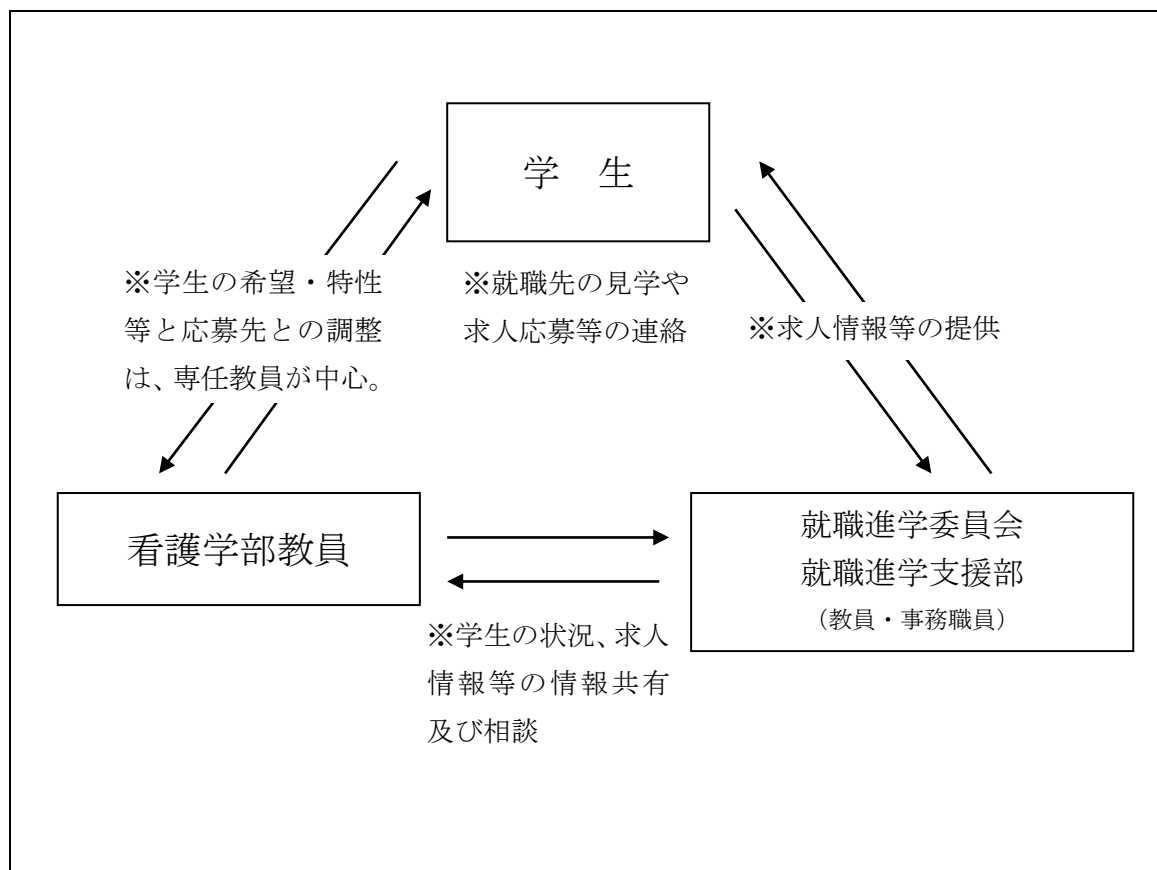 学　生
※学生の希望・特性
等と応募先との調整
は、専任教員が中心。
※就職先の見学や
求人応募等の連絡
※求人情報等の提供
看護学部教員
就職進学委員会
就職進学支援部
（教員・事務職員）
※学生の状況、求人
情報等の情報共有
及び相談